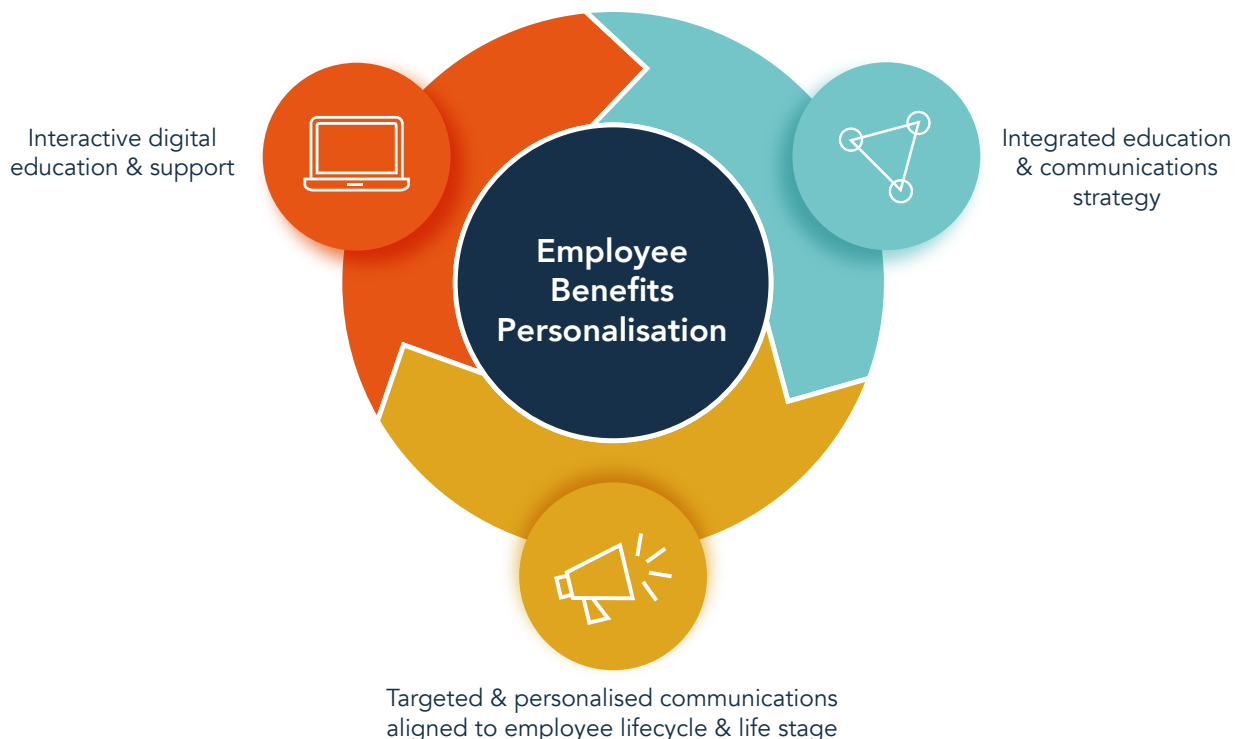 Interactive digital
education & support
Employee
Benefits
Personalisation
Integrated education
& communications
strategy
Targeted & personalised communications
aligned to employee lifecycle & life stage